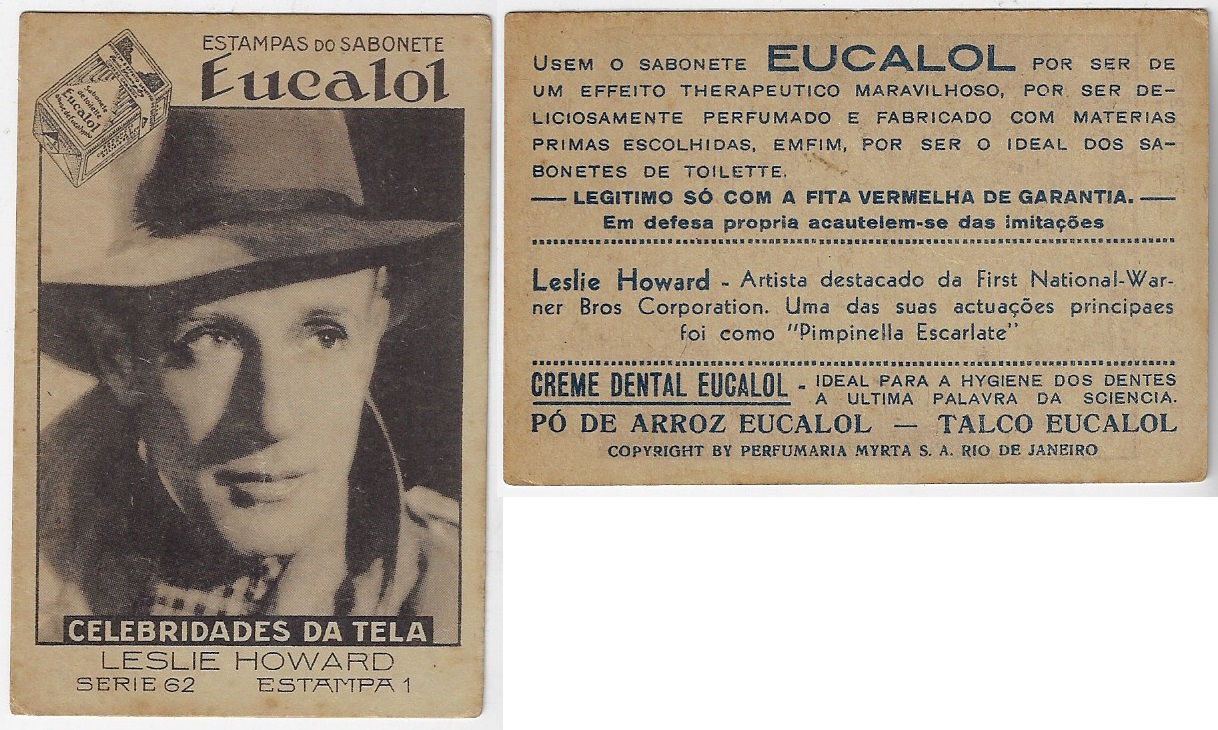 ESTAMPAS DO SABONETE
Eucalol
Sabonete
de toilette
Eucalol
CELEBRIDADES DA TELA
LESLIE HOWARD
SERIE 62 ESTAMPA 1
USEM O SABONETE EUCALOL POR SER DE
UM EFFEITO THERAPEUTICO MARAVILHOSO, POR SER DE-
LICIOSAMENTE PERFUMADO E FABRICADO COM MATERIAS
PRIMAS ESCOLHIDAS, EMFIM, POR SER O IDEAL DOS SA-
BONETES DE TOILETTE.
— LEGITIMO SÓ COM A FITA VERMELHA DE GARANTIA. —
Em defesa propria acautelem-se das imitações
Leslie Howard - Artista destacado da First National-War-
ner Bros Corporation. Uma das suas actuações principaes
foi como "Pimpinella Escarlate"
CREME DENTAL EUCALOL - IDEAL PARA A HYGIENE DOS DENTES
A ULTIMA PALAVRA DA SCIENCIA.
PÓ DE ARROZ EUCALOL — TALCO EUCALOL
COPYRIGHT BY PERFUMARIA MYRTA S. A. RIO DE JANEIRO